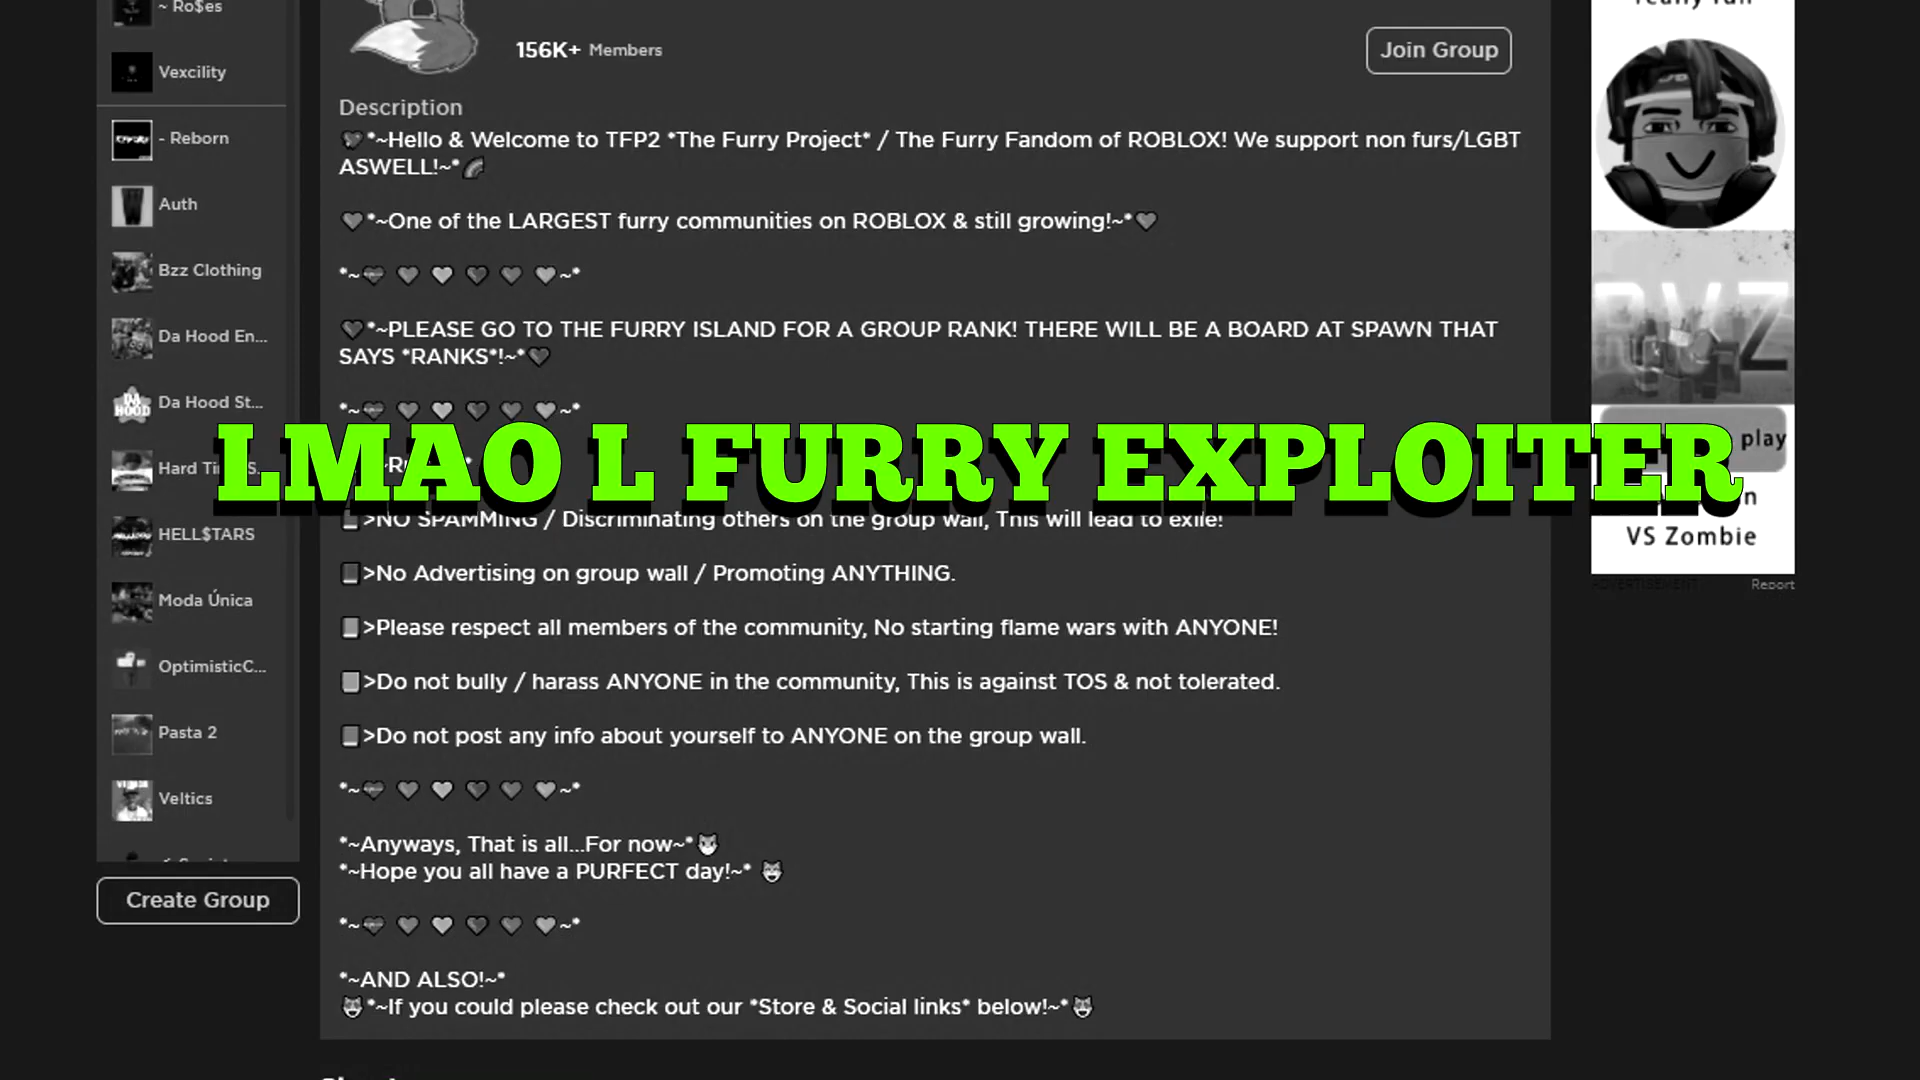 ~ Ro$es
Vexcility
- Reborn
Auth
Bzz Clothing
Da Hood En...
Da Hood St...
Hard Ti
HELL$TARS
Moda Única
OptimisticC...
Pasta 2
Veltics
Create Group
156K+ Members
Join Group
Description
*~Hello & Welcome to TFP2 *The Furry Project* / The Furry Fandom of ROBLOX! We support non furs/LGBT
ASWELL!~*
*~One of the LARGEST furry communities on ROBLOX & still growing!~*
*~ ~*
*~PLEASE GO TO THE FURRY ISLAND FOR A GROUP RANK! THERE WILL BE A BOARD AT SPAWN THAT
SAYS *RANKS*!~*
*~ ~*
LMAO L FURRY EXPLOITER
>NO SPAMMING / Discriminating others on the group wall, This will lead to exile!
>No Advertising on group wall / Promoting ANYTHING.
>Please respect all members of the community, No starting flame wars with ANYONE!
>Do not bully / harass ANYONE in the community, This is against TOS & not tolerated.
>Do not post any info about yourself to ANYONE on the group wall.
*~ ~*
*~Anyways, That is all...For now~*
*~Hope you all have a PURFECT day!~*
*~ ~*
*~AND ALSO!~*
*~If you could please check out our *Store & Social links* below!~*
really fun
play
VS Zombie
ADVERTISEMENT
Report